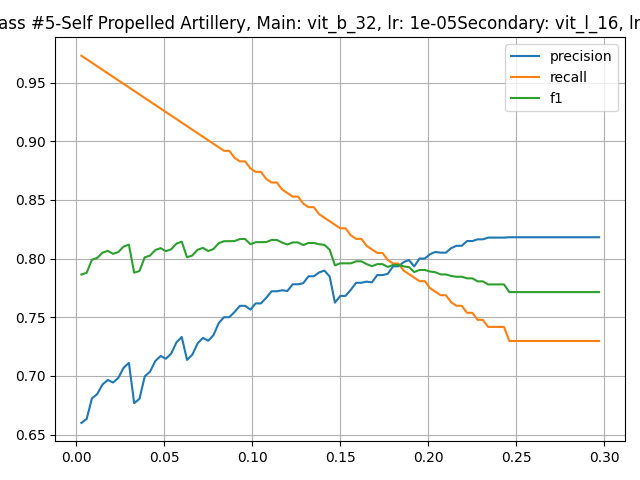 ass #5-Self Propelled Artillery, Main: vit_b_32, lr: 1e-05Secondary: vit_l_16, lr
precision
recall
f1
0.95
0.90
0.85
0.80
0.75
0.70
0.65
0.00 0.05 0.10 0.15 0.20 0.25 0.30